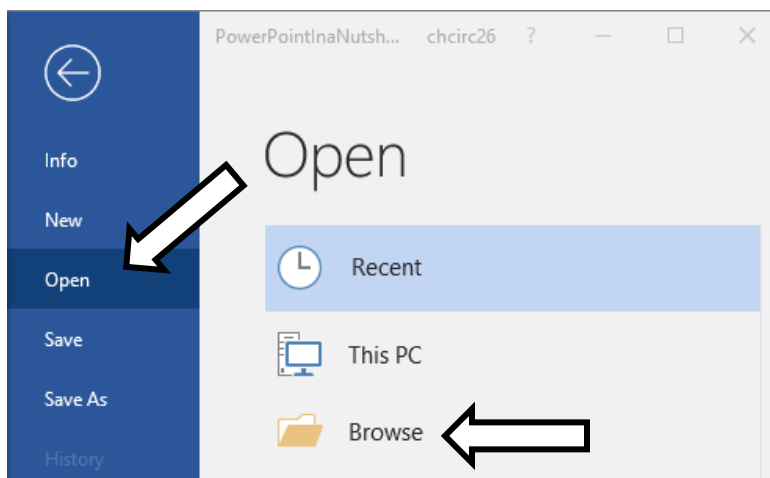 PowerPointInaNutsh... chcirc26 ?
Info
New
Open
Save
Save As
History
Open
Recent
This PC
Browse